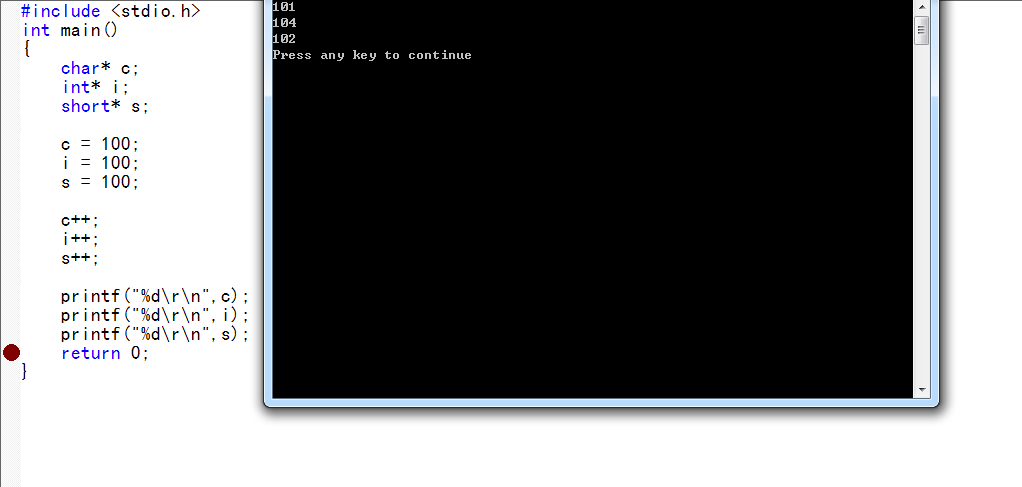 #include <stdio.h>
int main()
{
    char* c;
    int* i;
    short* s;

    c = 100;
    i = 100;
    s = 100;

    c++;
    i++;
    s++;

    printf("%d\r\n",c);
    printf("%d\r\n",i);
    printf("%d\r\n",s);
    return 0;
}
101
104
102
Press any key to continue